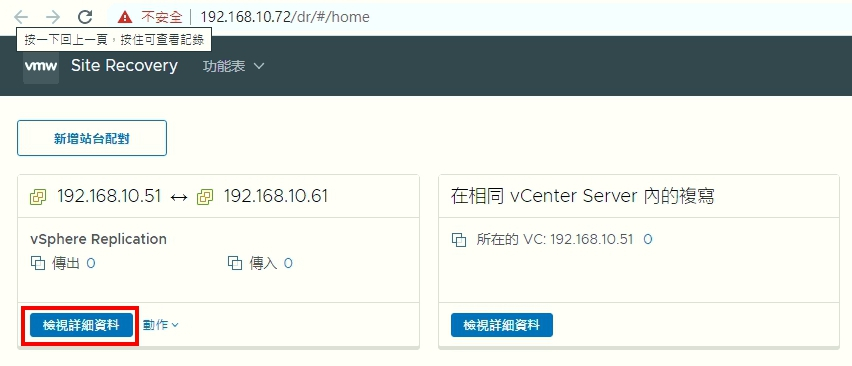 不安全 192.168.10.72/dr/#/home
按一下回上一頁，按住可查看記錄
vmw Site Recovery 功能表
新增站台配對
192.168.10.51 ↔ 192.168.10.61
vSphere Replication
傳出 0 傳入 0
檢視詳細資料 動作
在相同 vCenter Server 內的複寫
所在的 VC: 192.168.10.51 0
檢視詳細資料